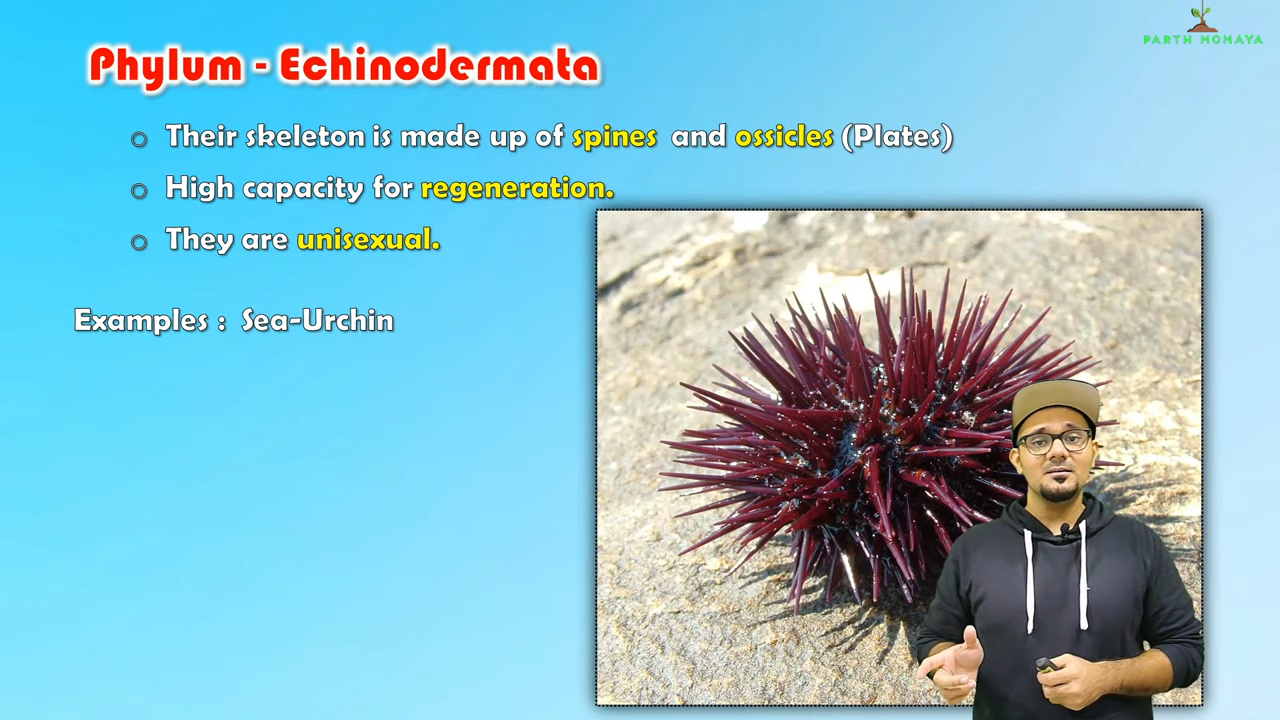 PARTH MOMAYA
Phylum - Echinodermata
Their skeleton is made up of spines and ossicles (Plates)
High capacity for regeneration.
They are unisexual.
Examples : Sea-Urchin